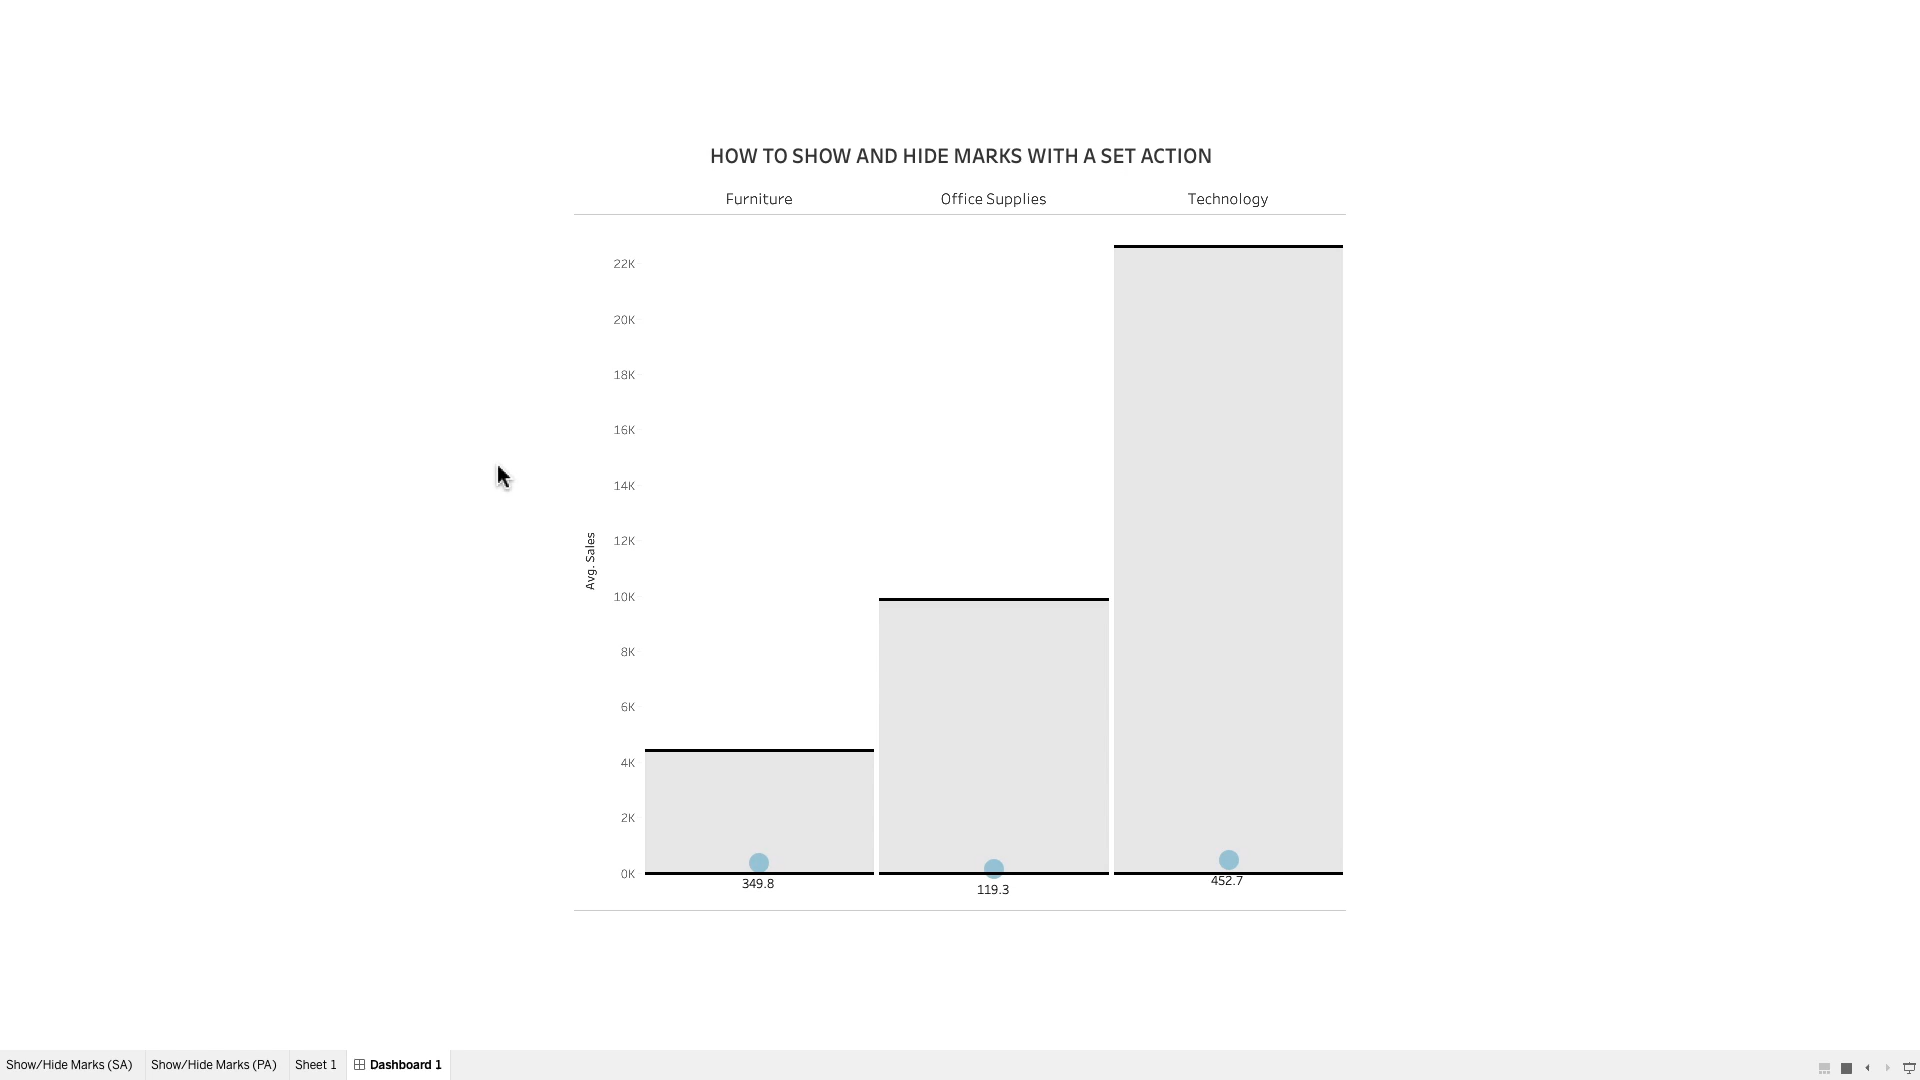 HOW TO SHOW AND HIDE MARKS WITH A SET ACTION
Furniture Office Supplies Technology
22K
20K
18K
16K
14K
12K
Avg. Sales
10K
8K
6K
4K
2K
0K
349.8 119.3 452.7
Show/Hide Marks (SA) Show/Hide Marks (PA) Sheet 1 Dashboard 1